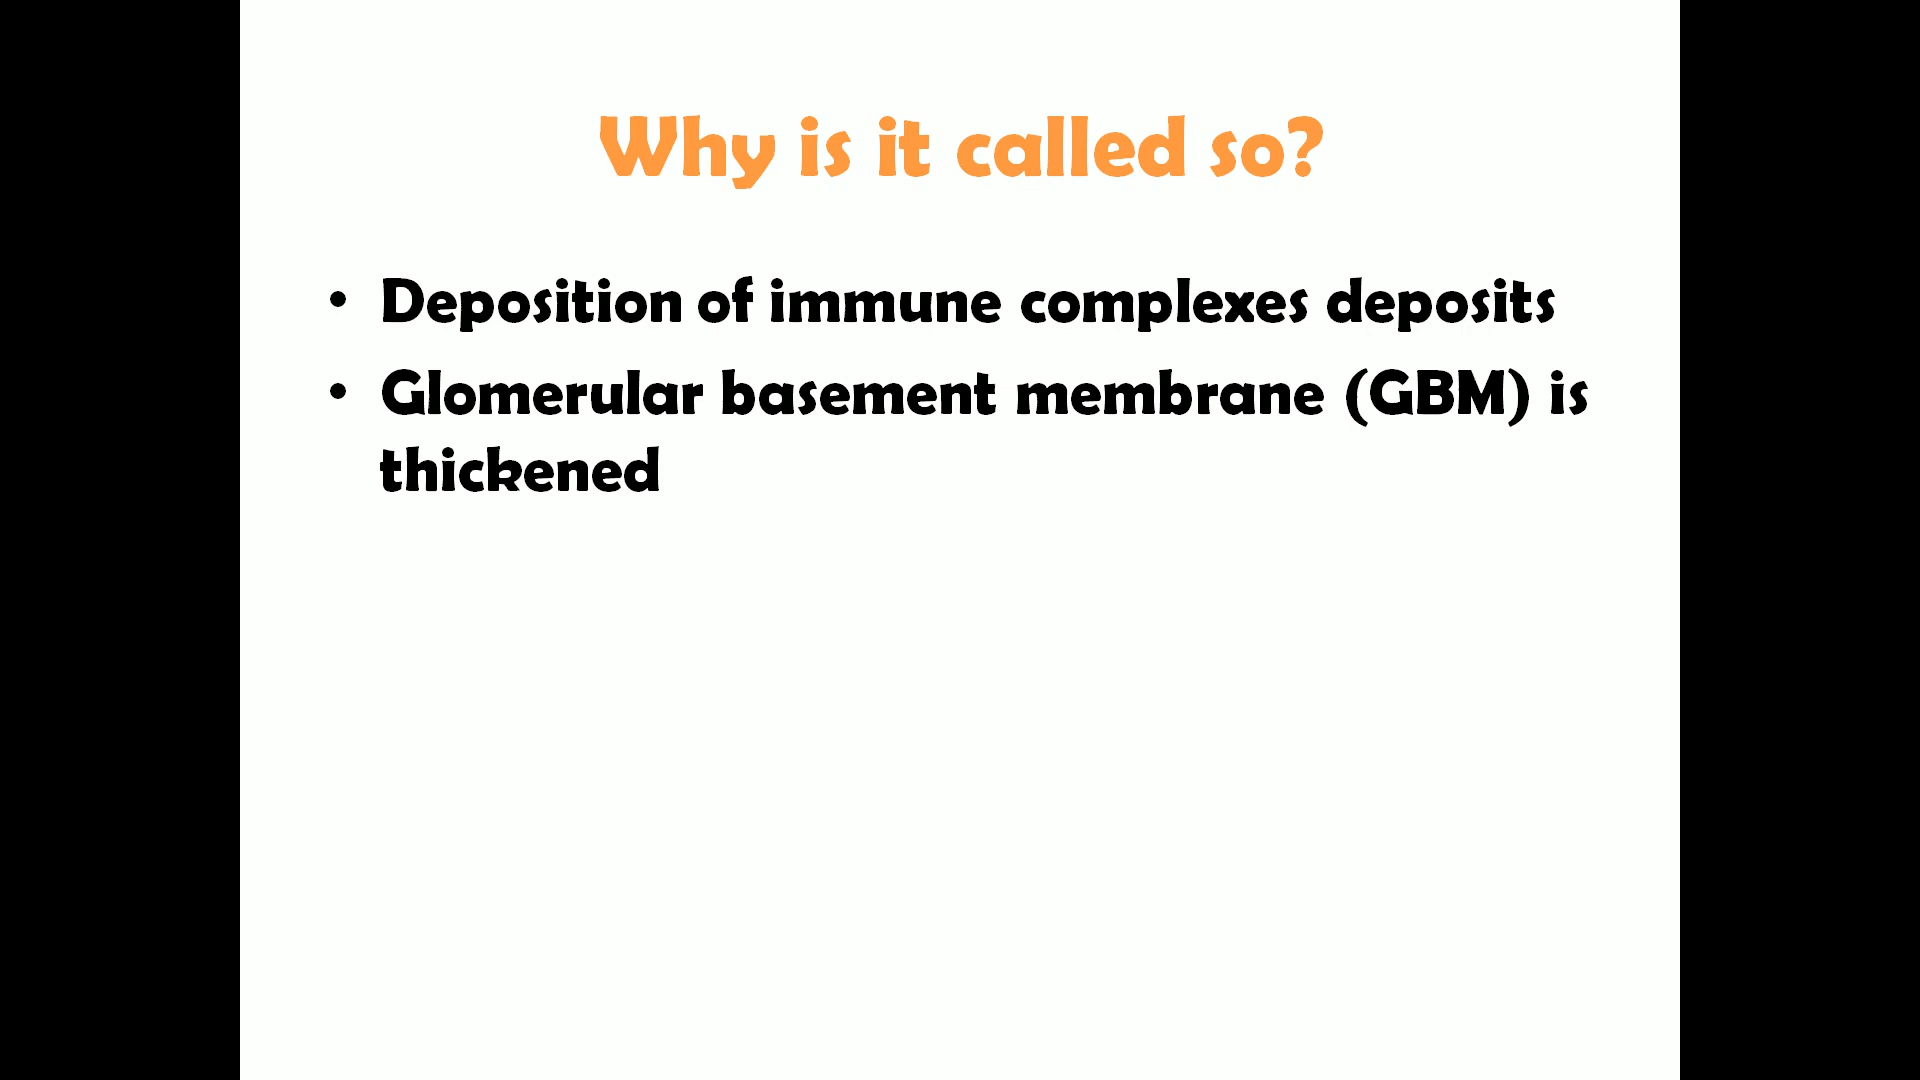 Why is it called so?
• Deposition of immune complexes deposits
• Glomerular basement membrane (GBM) is
thickened